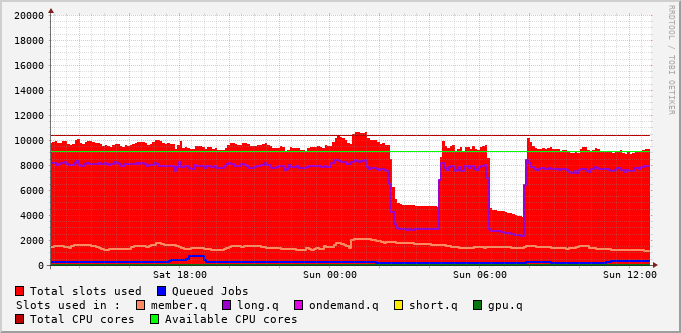 RRDTOOL / TOBI OETIKER
20000
18000
16000
14000
12000
10000
8000
6000
4000
2000
0
Sat 18:00 Sun 00:00 Sun 06:00 Sun 12:00
Total slots used Queued Jobs
Slots used in : member.q long.q ondemand.q short.q gpu.q
Total CPU cores Available CPU cores